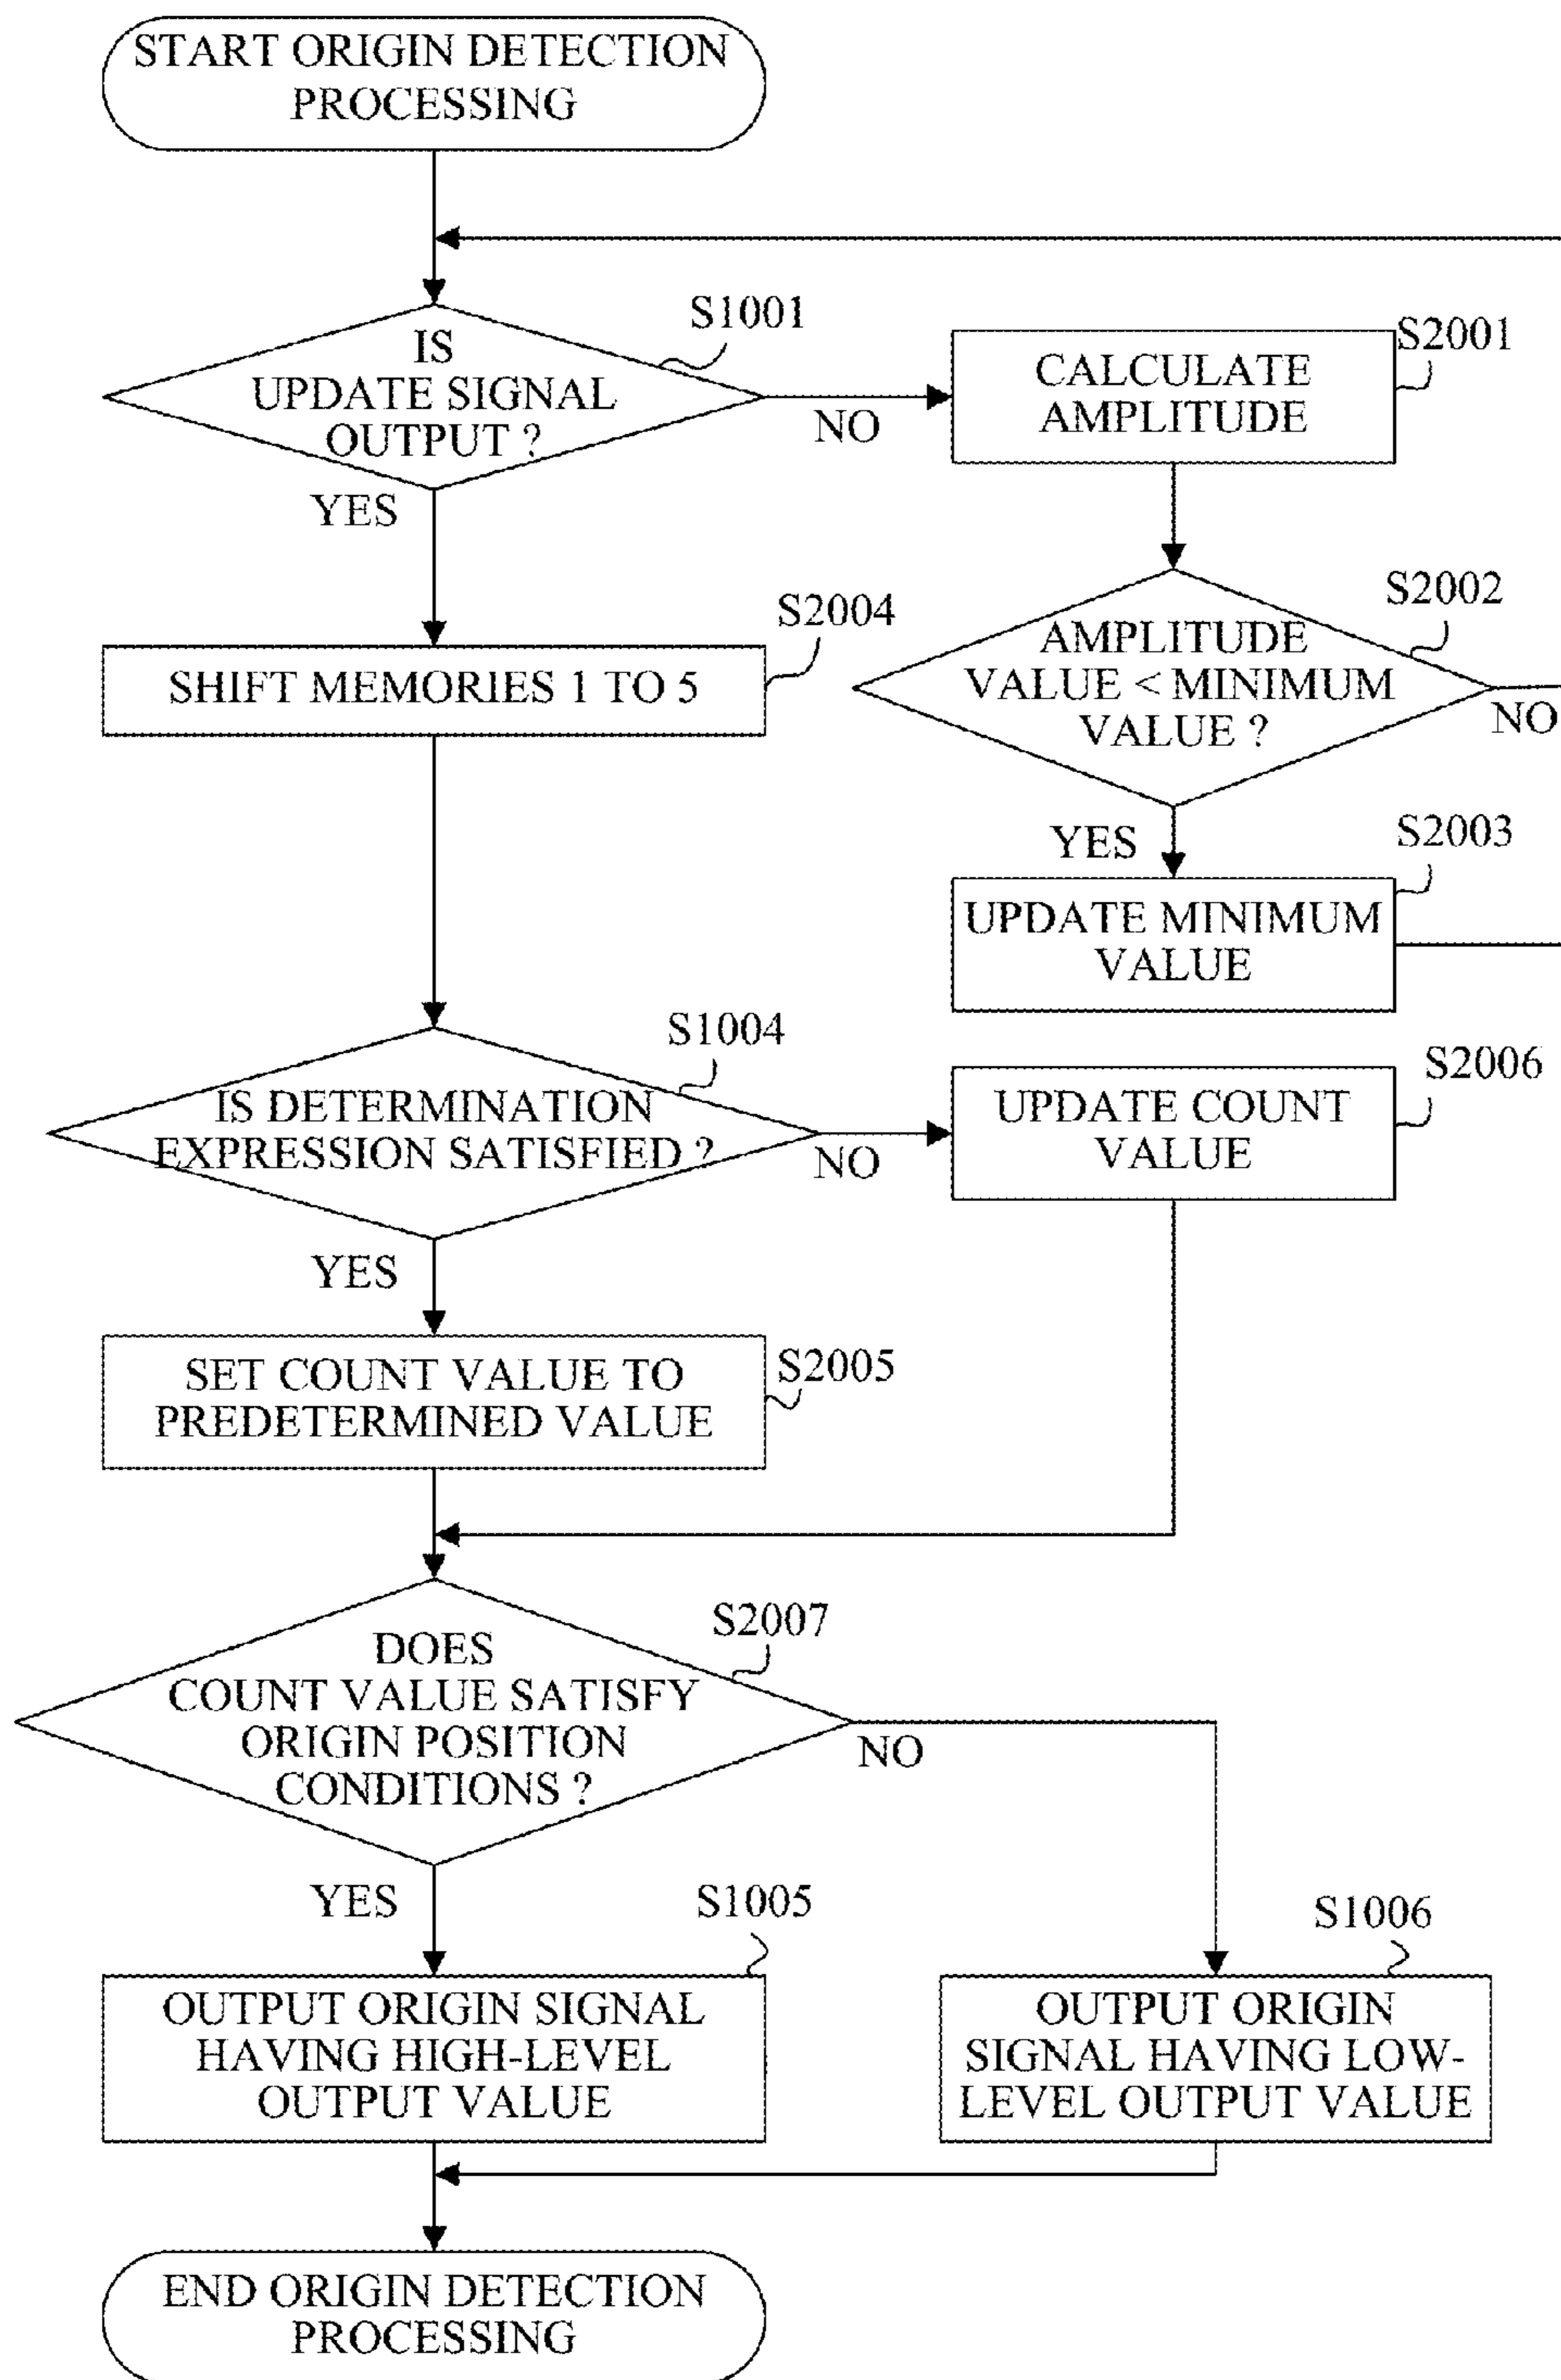 START ORIGIN DETECTION
PROCESSING
S1001
IS
UPDATE SIGNAL
OUTPUT ?
NO
YES
S2001
CALCULATE
AMPLITUDE
S2002
AMPLITUDE
VALUE < MINIMUM
VALUE ?
NO
YES
S2003
UPDATE MINIMUM
VALUE
S2004
SHIFT MEMORIES 1 TO 5
S1004
IS DETERMINATION
EXPRESSION SATISFIED ?
NO
YES
S2006
UPDATE COUNT
VALUE
S2005
SET COUNT VALUE TO
PREDETERMINED VALUE
S2007
DOES
COUNT VALUE SATISFY
ORIGIN POSITION
CONDITIONS ?
NO
YES
S1005
OUTPUT ORIGIN SIGNAL
HAVING HIGH-LEVEL
OUTPUT VALUE
S1006
OUTPUT ORIGIN
SIGNAL HAVING LOW-
LEVEL OUTPUT VALUE
END ORIGIN DETECTION
PROCESSING